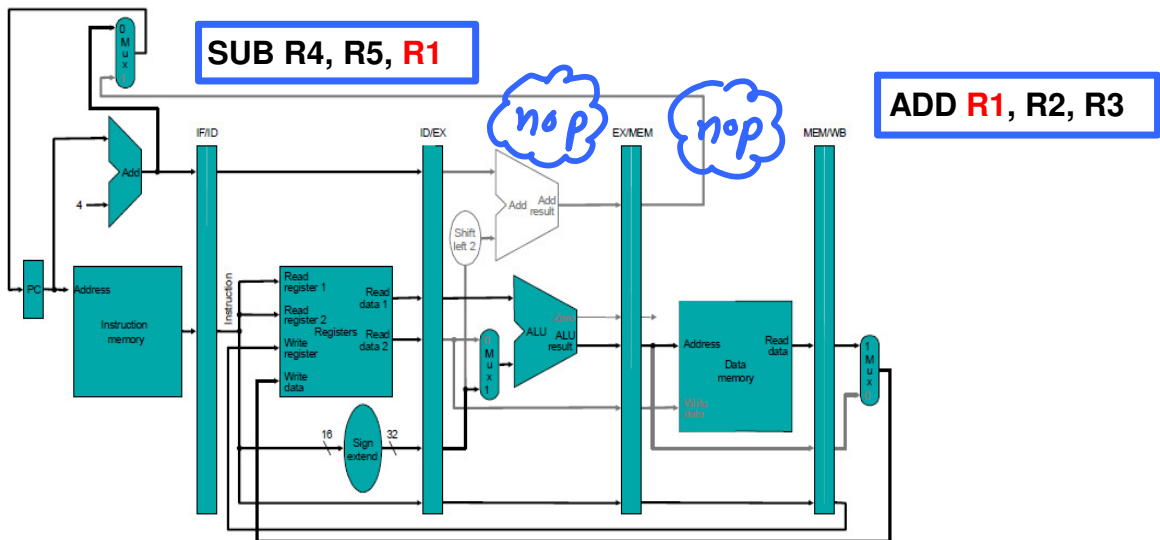 0
M
u
x
1
SUB R4, R5, R1
nop
nop
ADD R1, R2, R3
IF/ID
ID/EX
EX/MEM
MEM/WB
Add
4
Add
Add
result
Shift
left 2
PC
Address
Instruction
memory
Instruction
Read
register 1
Read
register 2
Write
register
Write
data
Registers
Read
data 1
Read
data 2
0
M
u
x
1
Zero
ALU
ALU
result
Address
Read
data
Data
memory
Write
data
1
M
u
x
0
16
Sign
extend
32